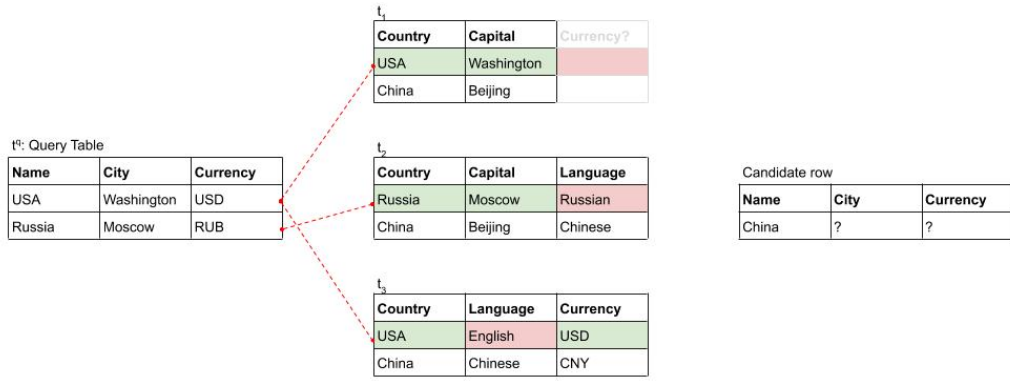 t1
Country Capital Currency?
USA Washington
China Beijing
tq: Query Table
Name City Currency
USA Washington USD
Russia Moscow RUB
t2
Country Capital Language
Russia Moscow Russian
China Beijing Chinese
Candidate row
Name City Currency
China ? ?
t3
Country Language Currency
USA English USD
China Chinese CNY